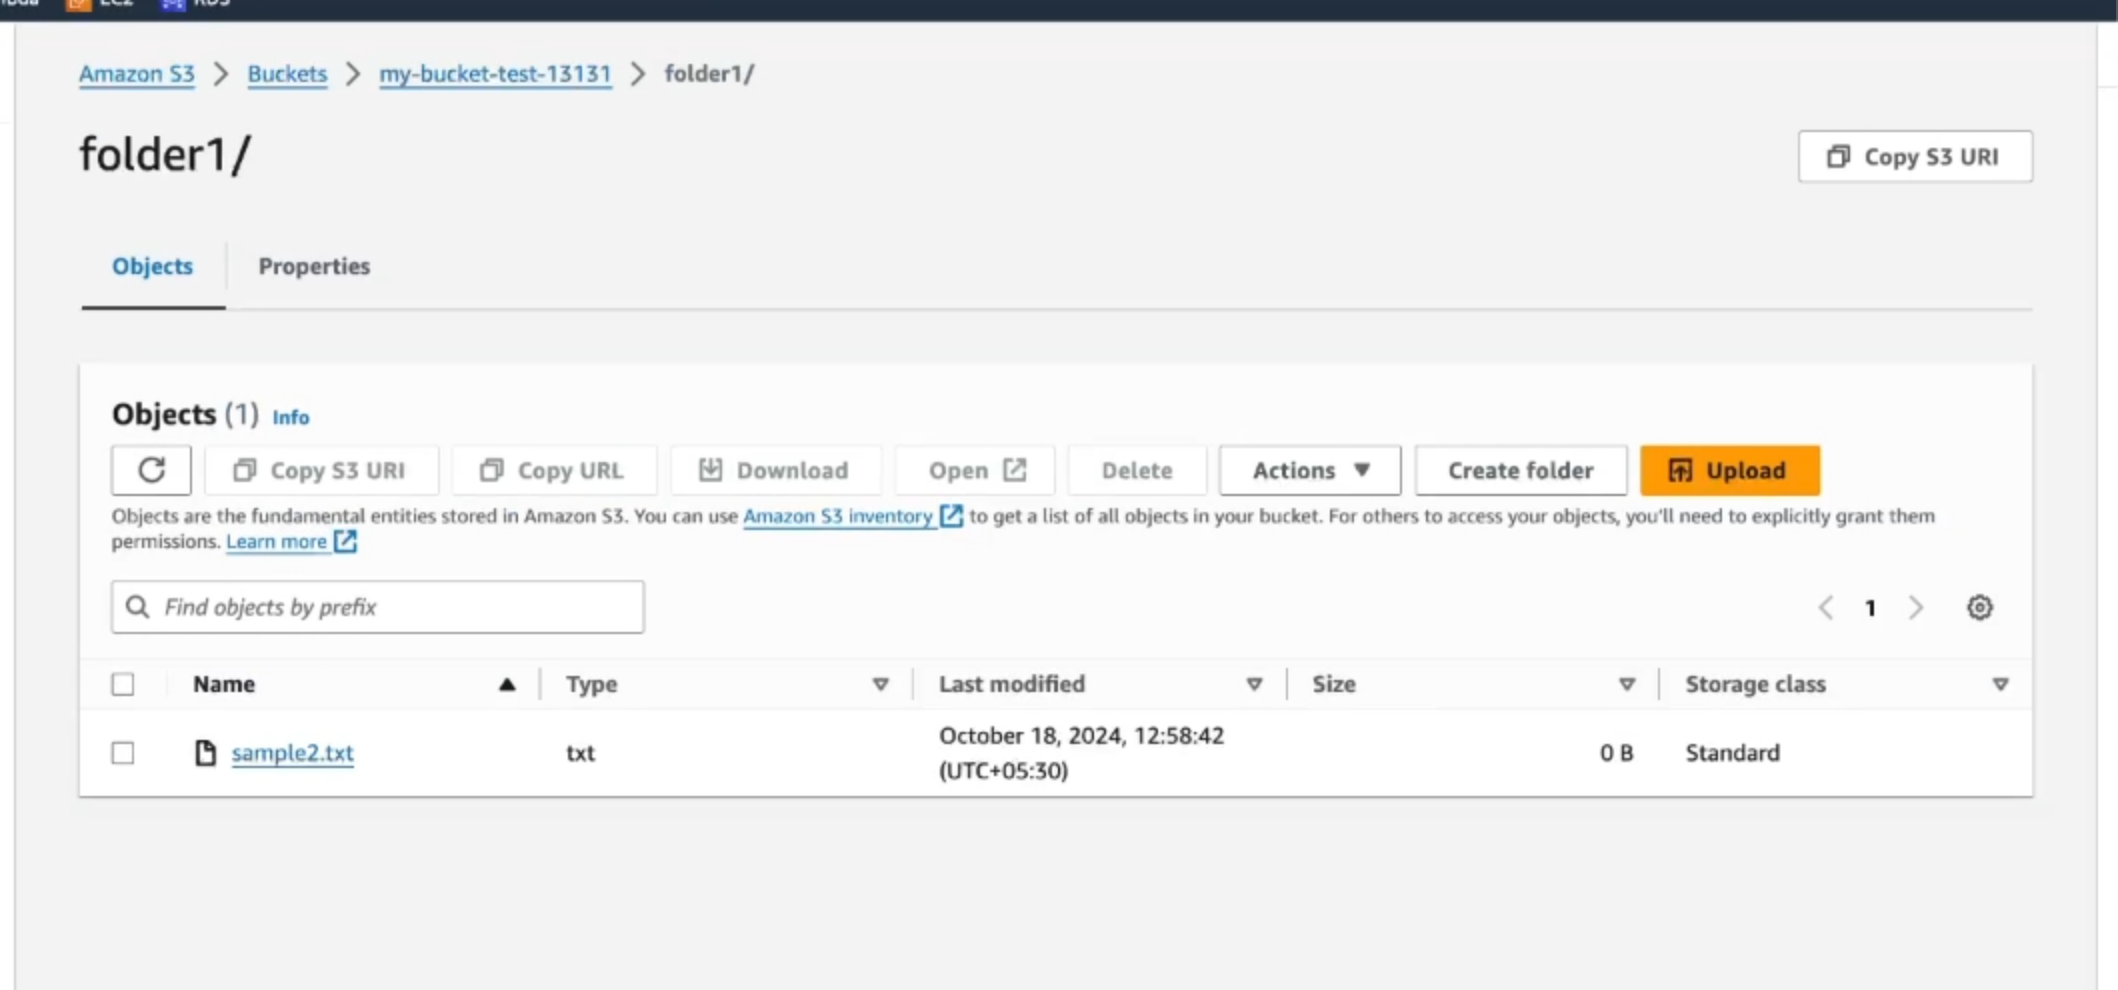 Amazon S3 > Buckets > my-bucket-test-13131 > folder1/
folder1/
Copy S3 URI
Objects
Properties
Objects (1) Info
Copy S3 URI
Copy URL
Download
Open
Delete
Actions
Create folder
Upload
Objects are the fundamental entities stored in Amazon S3. You can use Amazon S3 inventory to get a list of all objects in your bucket. For others to access your objects, you'll need to explicitly grant them
permissions. Learn more
Find objects by prefix
1
Name Type Last modified Size Storage class
sample2.txt txt October 18, 2024, 12:58:42 (UTC+05:30) 0 B Standard